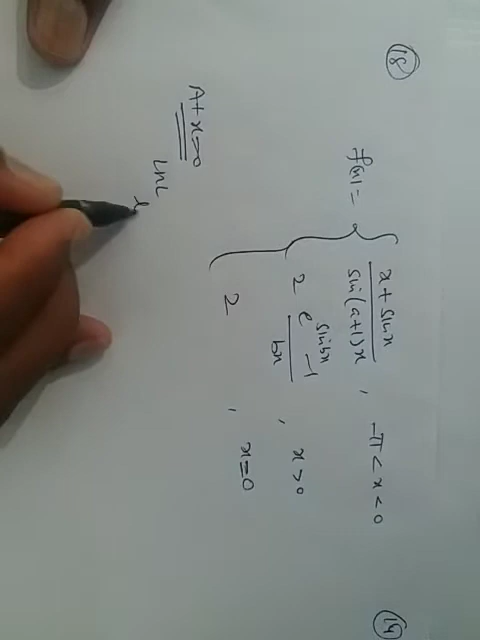 (18) f(x) = { (x + sin x) / (sin(a+1)x) , -π < x < 0
2 (e^(sin bx) - 1) / (bx) , x > 0
2 , x = 0
At x=0
LHL
(19)